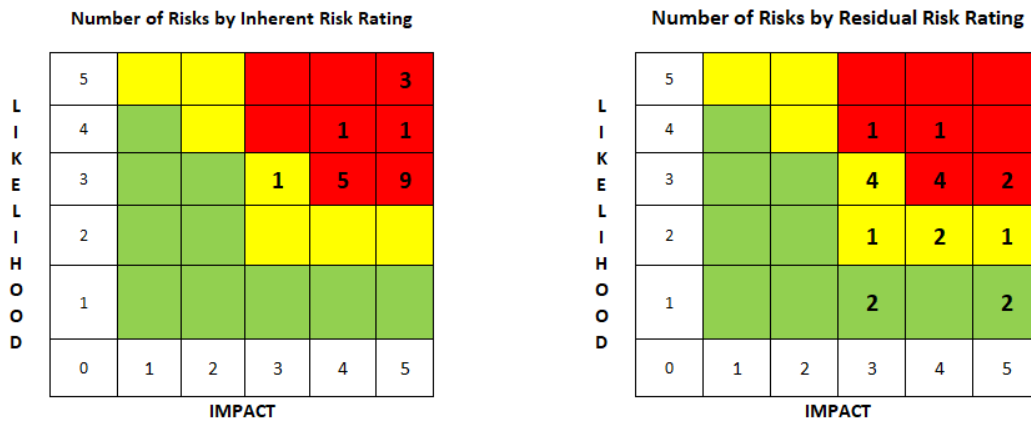 Number of Risks by Inherent Risk Rating
LIKELIHOOD
5 3
4 1 1
3 1 5 9
2
1
0 1 2 3 4 5
IMPACT
Number of Risks by Residual Risk Rating
LIKELIHOOD
5
4 1 1
3 4 4 2
2 1 2 1
1 2 2
0 1 2 3 4 5
IMPACT